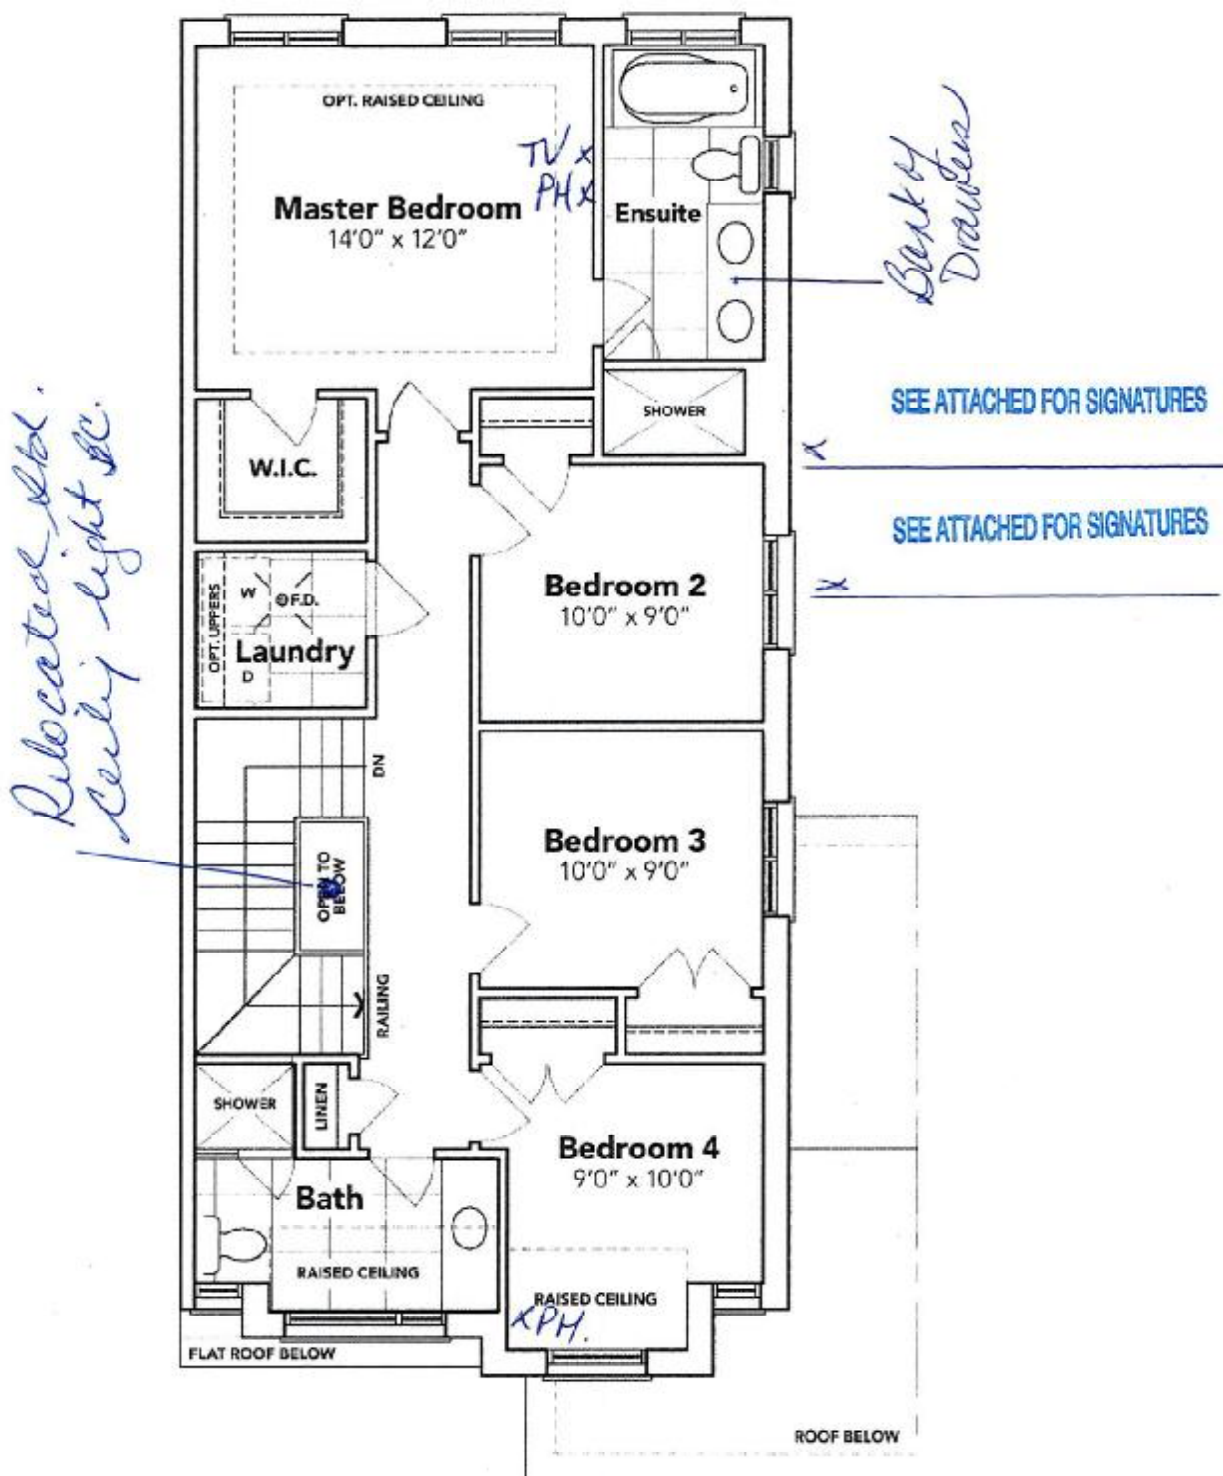 OPT. RAISED CEILING
TV x
PH x
Master Bedroom
14'0" x 12'0"
Ensuite
Bank of
Drawers
SHOWER
SEE ATTACHED FOR SIGNATURES
x
SEE ATTACHED FOR SIGNATURES
x
Relocated std.
Ceiling light
W.I.C.
Bedroom 2
10'0" x 9'0"
OPT. UPPERS
W
F.D.
Laundry
D
DN
Bedroom 3
10'0" x 9'0"
OPEN TO
BELOW
RAILING
SHOWER
LINEN
Bedroom 4
9'0" x 10'0"
Bath
RAISED CEILING
RAISED CEILING
x PH.
FLAT ROOF BELOW
ROOF BELOW